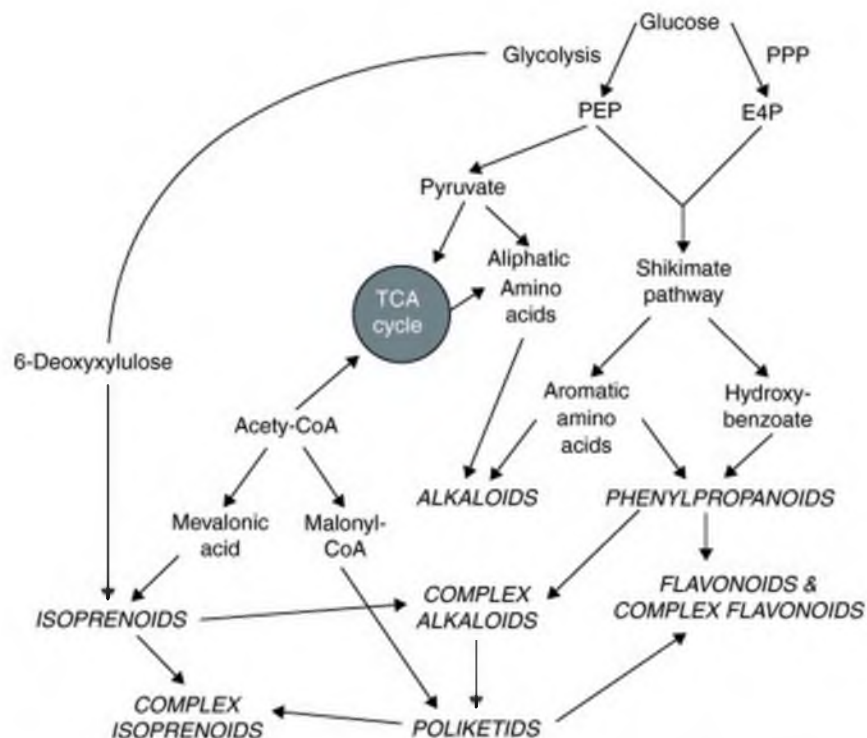 Glucose
Glycolysis
PPP
PEP
E4P
Pyruvate
Aliphatic
Amino
acids
Shikimate
pathway
TCA
cycle
6-Deoxyxylulose
Aromatic
amino
acids
Hydroxy-
benzoate
Acety-CoA
ALKALOIDS
PHENYLPROPANOIDS
Mevalonic
acid
Malonyl-
CoA
ISOPRENOIDS
COMPLEX
ALKALOIDS
FLAVONOIDS &
COMPLEX FLAVONOIDS
COMPLEX
ISOPRENOIDS
POLIKETIDS